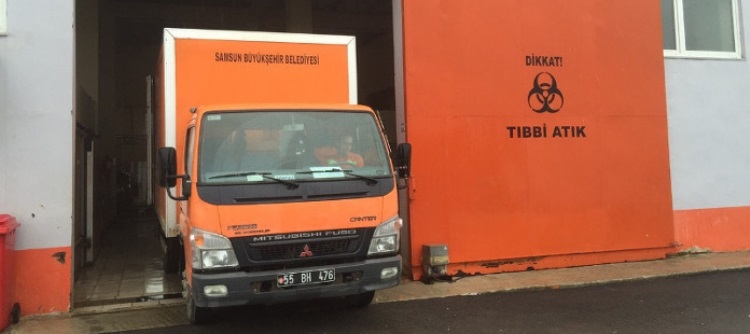 SAMSUN BÜYÜKŞEHİR BELEDİYESİ
DİKKAT!
TIBBİ ATIK
CANTER
MITSUBISHI FUSO
55 BH 476